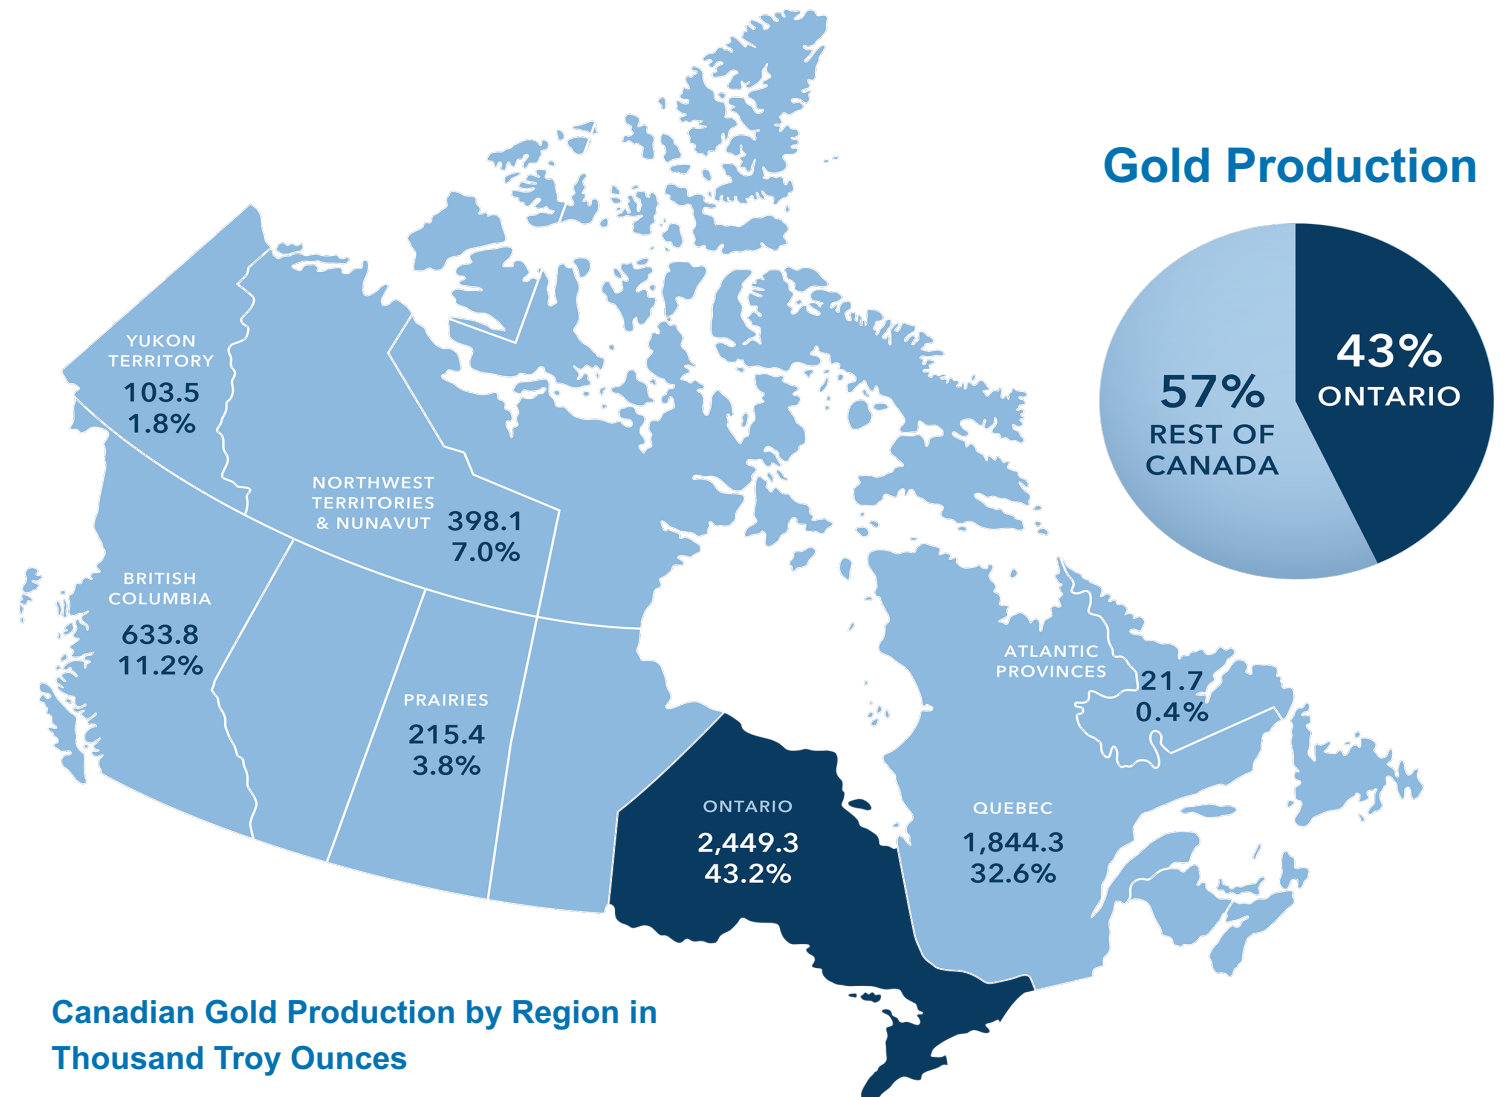 Gold Production
43%
ONTARIO
57%
REST OF
CANADA
YUKON
TERRITORY
103.5
1.8%
NORTHWEST
TERRITORIES
& NUNAVUT
398.1
7.0%
BRITISH
COLUMBIA
633.8
11.2%
PRAIRIES
215.4
3.8%
ATLANTIC
PROVINCES
21.7
0.4%
ONTARIO
2,449.3
43.2%
QUEBEC
1,844.3
32.6%
Canadian Gold Production by Region in
Thousand Troy Ounces